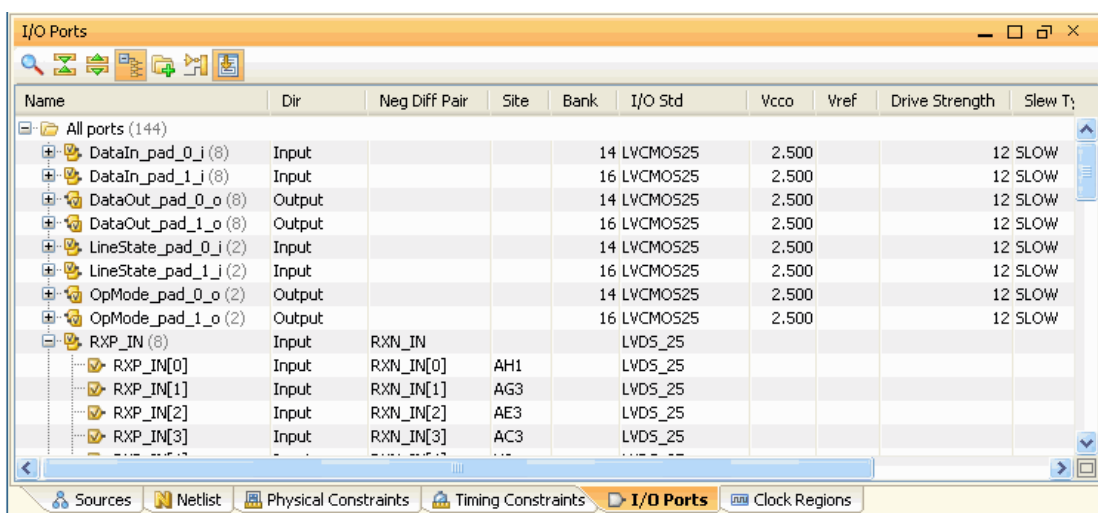 I/O Ports
Name Dir Neg Diff Pair Site Bank I/O Std Vcco Vref Drive Strength Slew Ty
All ports (144)
DataIn_pad_0_i (8) Input 14 LVCMOS25 2.500 12 SLOW
DataIn_pad_1_i (8) Input 16 LVCMOS25 2.500 12 SLOW
DataOut_pad_0_o (8) Output 14 LVCMOS25 2.500 12 SLOW
DataOut_pad_1_o (8) Output 16 LVCMOS25 2.500 12 SLOW
LineState_pad_0_i (2) Input 14 LVCMOS25 2.500 12 SLOW
LineState_pad_1_i (2) Input 16 LVCMOS25 2.500 12 SLOW
OpMode_pad_0_o (2) Output 14 LVCMOS25 2.500 12 SLOW
OpMode_pad_1_o (2) Output 16 LVCMOS25 2.500 12 SLOW
RXP_IN (8) Input RXN_IN LVDS_25
RXP_IN[0] Input RXN_IN[0] AH1 LVDS_25
RXP_IN[1] Input RXN_IN[1] AG3 LVDS_25
RXP_IN[2] Input RXN_IN[2] AE3 LVDS_25
RXP_IN[3] Input RXN_IN[3] AC3 LVDS_25
Sources Netlist Physical Constraints Timing Constraints I/O Ports Clock Regions